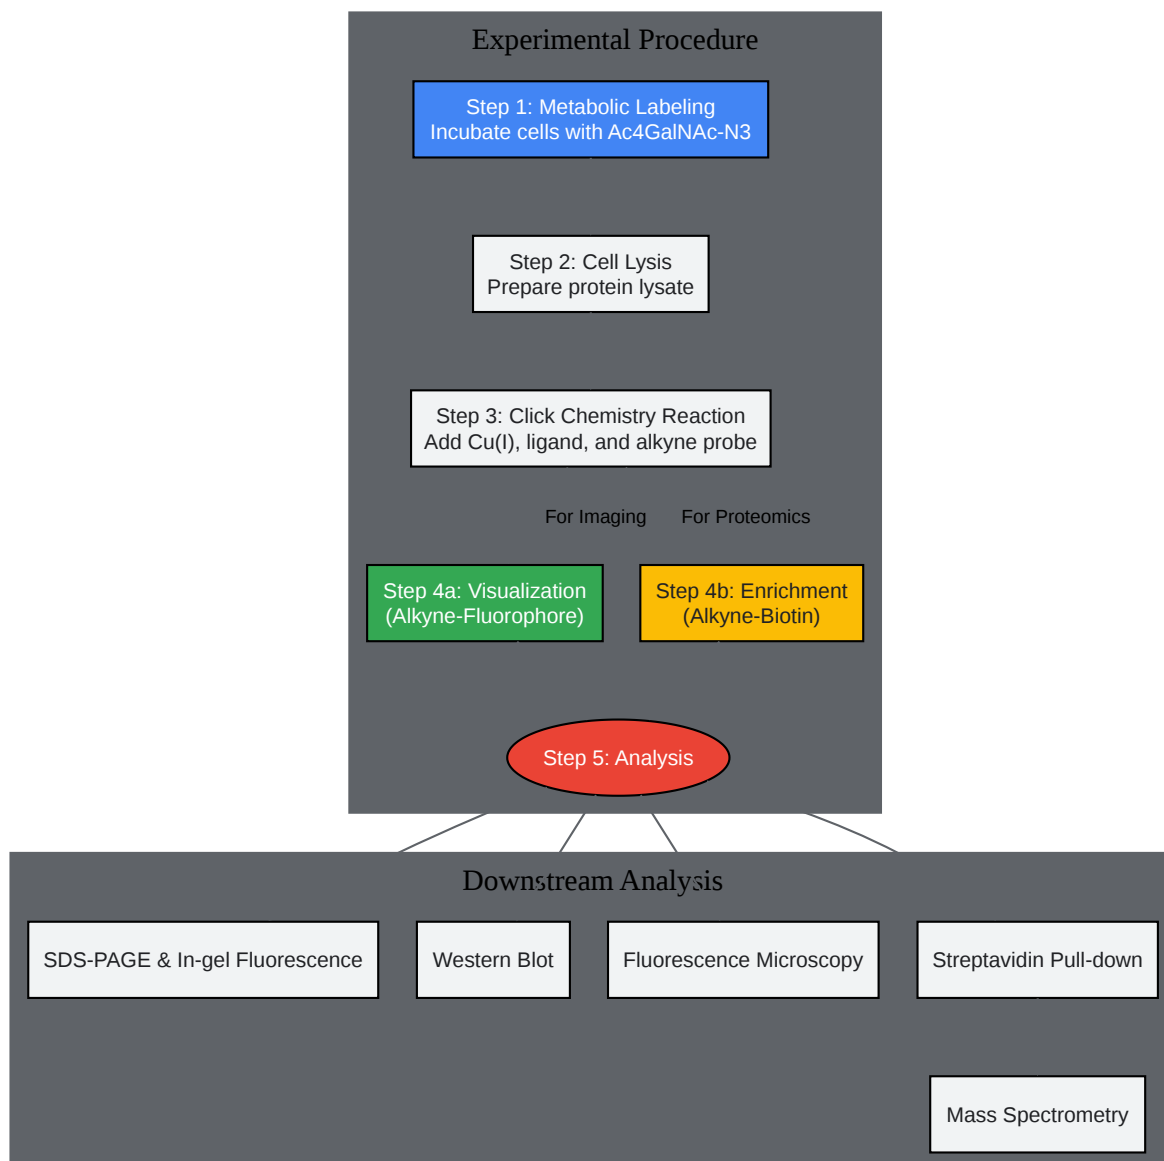 Experimental Procedure
Step 1: Metabolic Labeling
Incubate cells with Ac4GalNAc-N3
Step 2: Cell Lysis
Prepare protein lysate
Step 3: Click Chemistry Reaction
Add Cu(I), ligand, and alkyne probe
For Imaging
For Proteomics
Step 4a: Visualization
(Alkyne-Fluorophore)
Step 4b: Enrichment
(Alkyne-Biotin)
Step 5: Analysis
Downstream Analysis
SDS-PAGE & In-gel Fluorescence
Western Blot
Fluorescence Microscopy
Streptavidin Pull-down
Mass Spectrometry